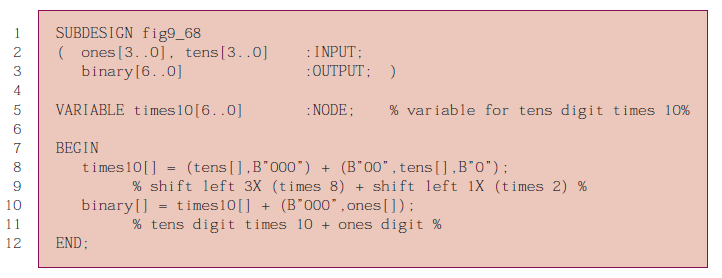 1 SUBDESIGN fig9_68
2 ( ones[3..0], tens[3..0] :INPUT;
3 binary[6..0] :OUTPUT; )
4
5 VARIABLE times10[6..0] :NODE; % variable for tens digit times 10%
6
7 BEGIN
8 times10[] = (tens[],B"000") + (B"00",tens[],B"0");
9 % shift left 3X (times 8) + shift left 1X (times 2) %
10 binary[] = times10[] + (B"000",ones[]);
11 % tens digit times 10 + ones digit %
12 END;